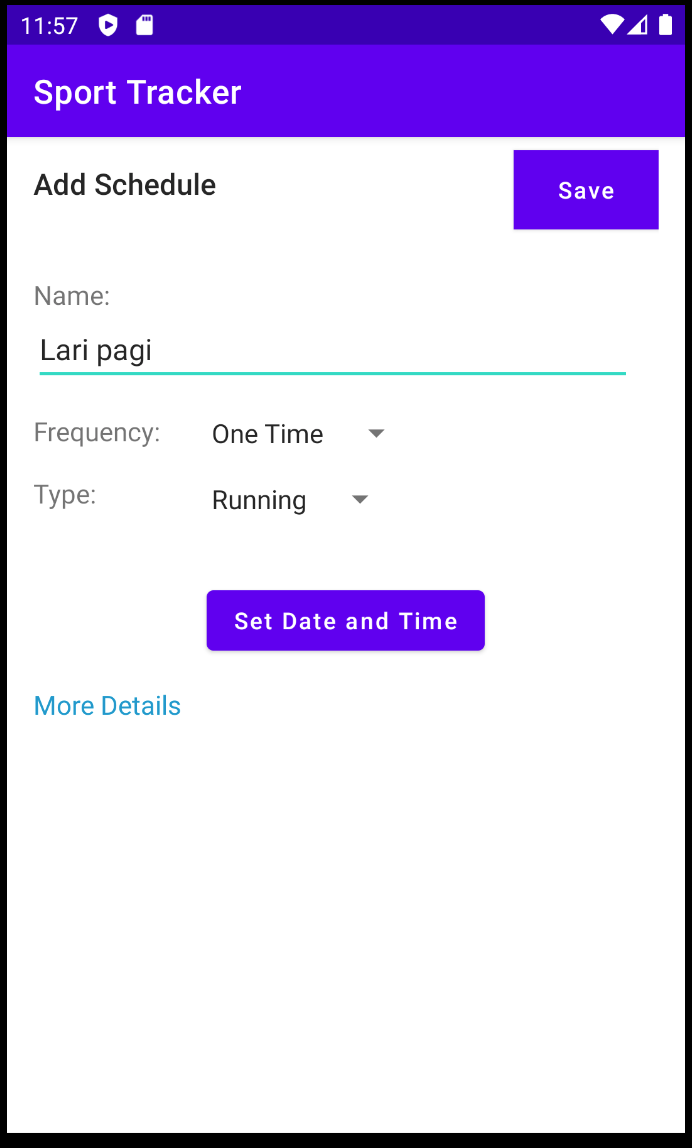 11:57
Sport Tracker
Add Schedule
Save
Name:
Lari pagi
Frequency: One Time
Type: Running
Set Date and Time
More Details